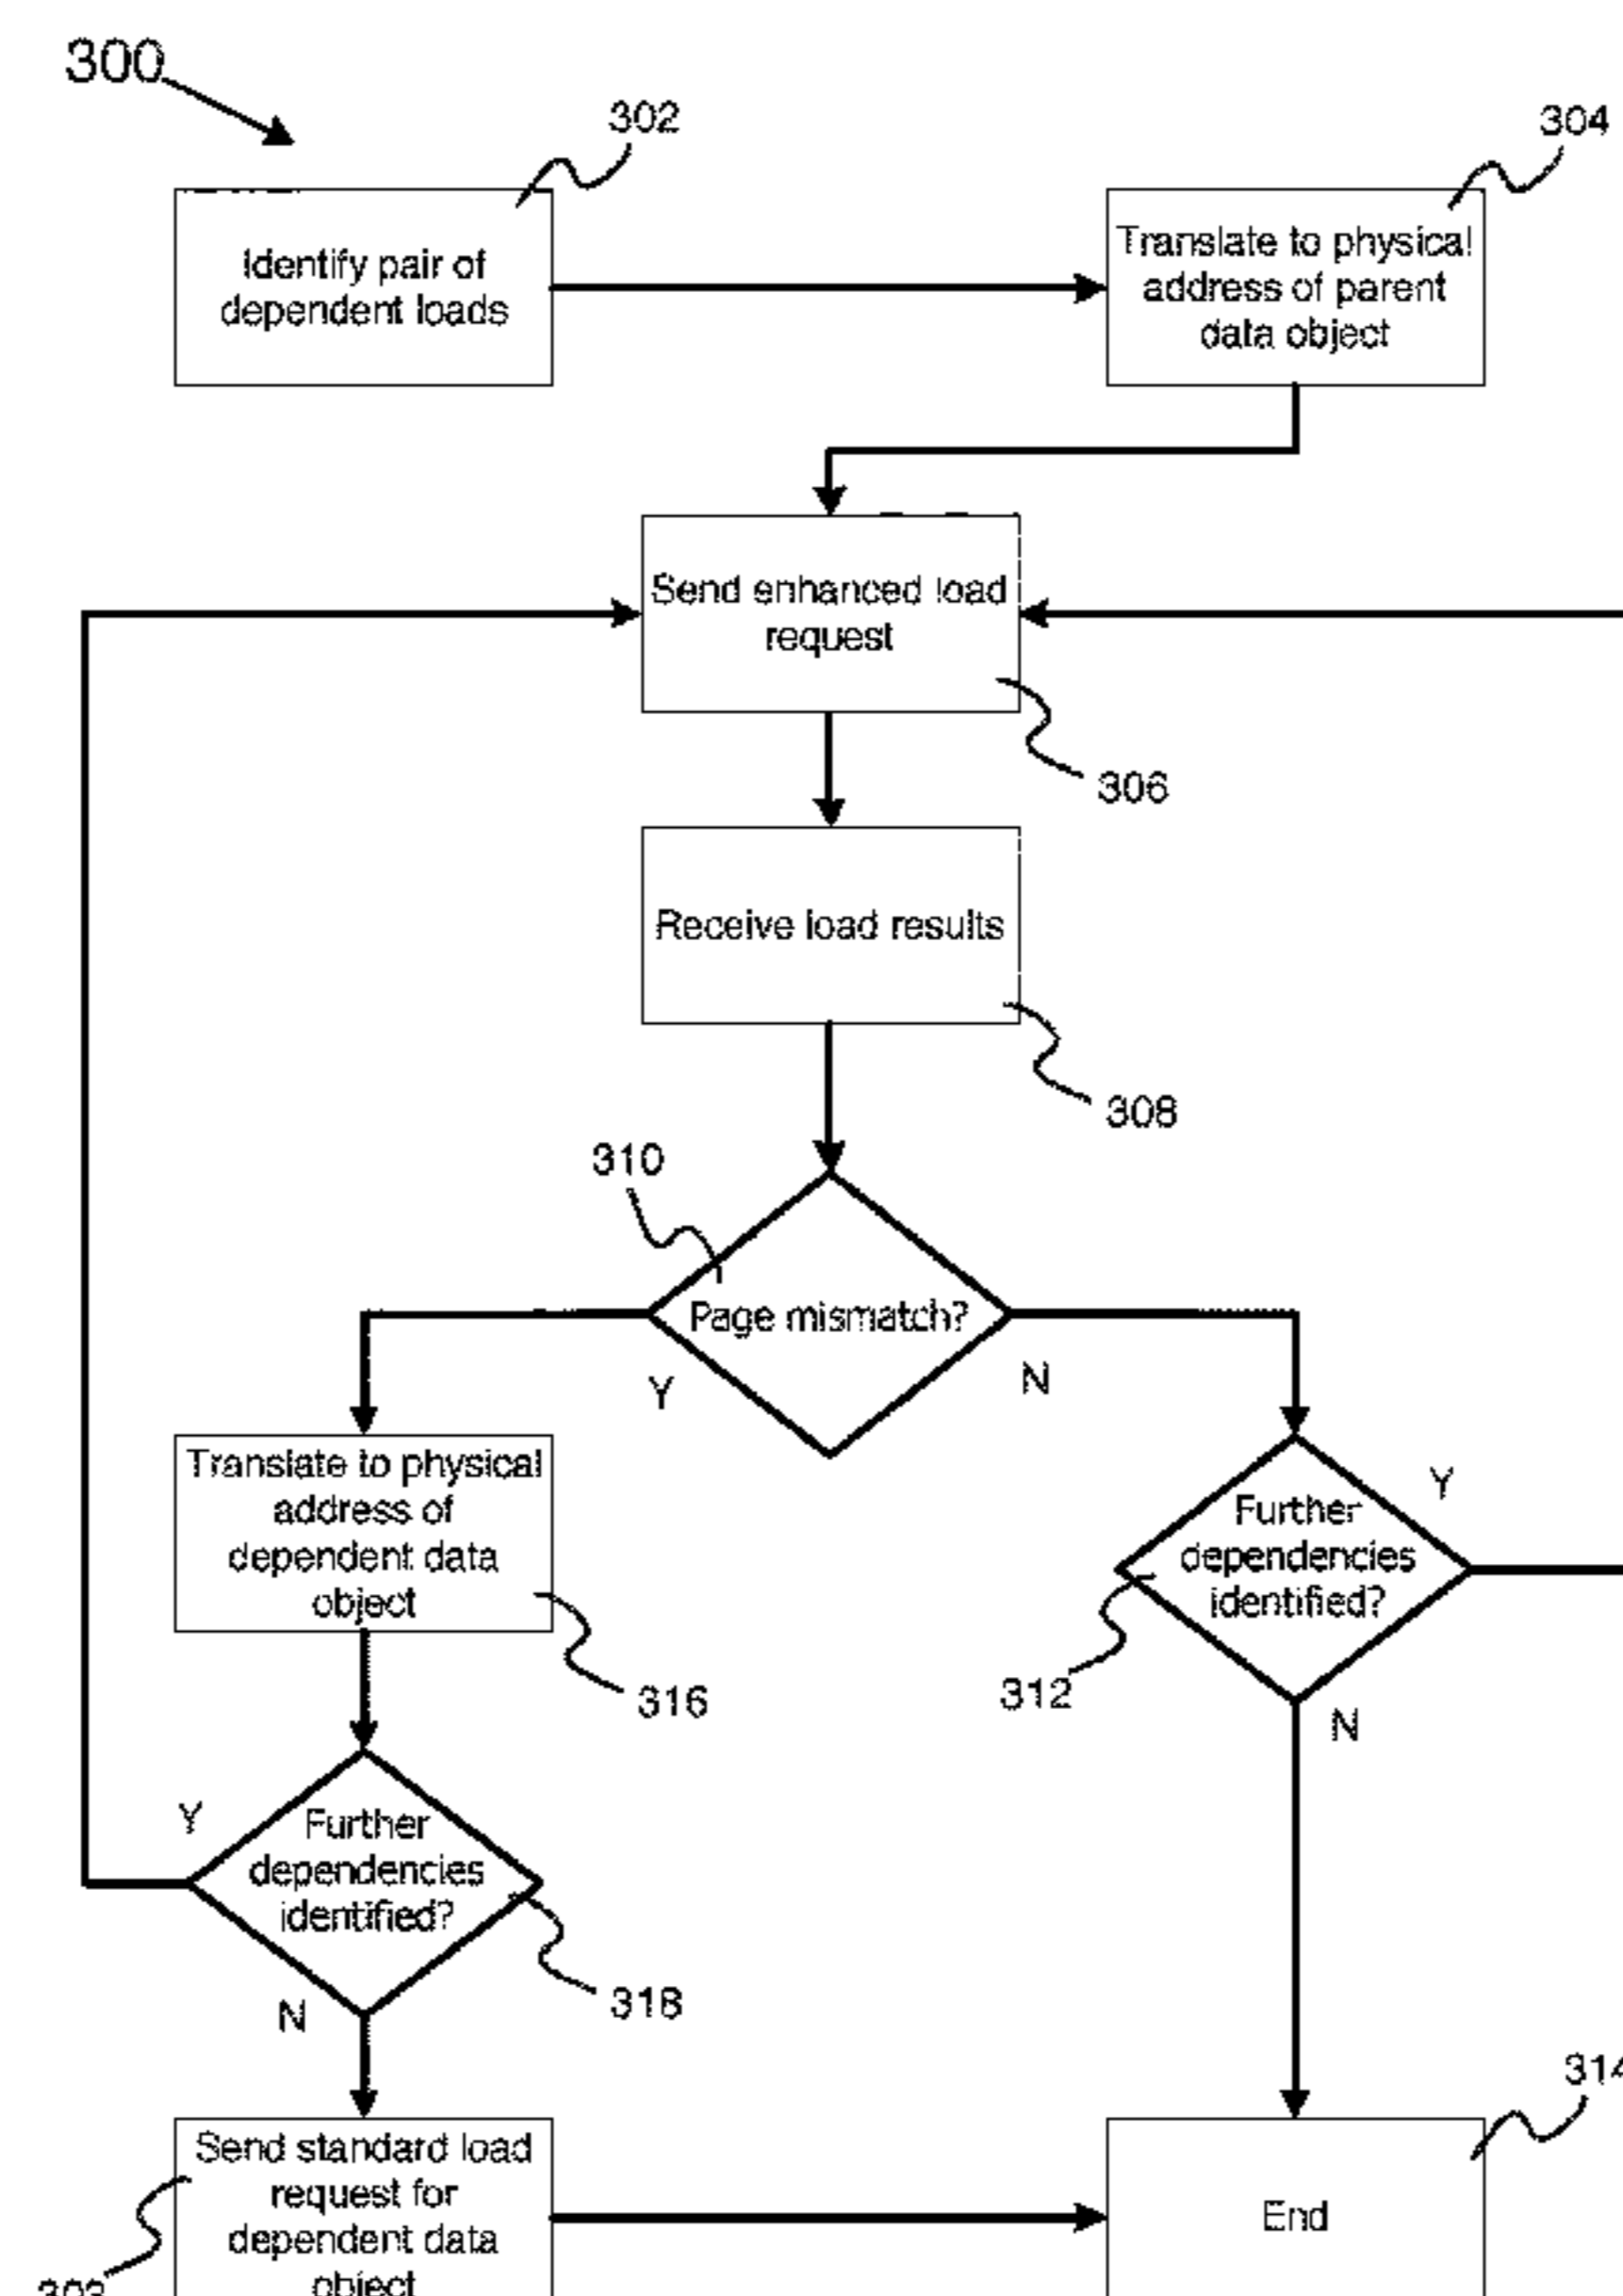 300
302
304
Identify pair of
dependent loads
Translate to physical
address of parent
data object
Send enhanced load
request
306
Receive load results
308
310
Page mismatch?
Y
N
Translate to physical
address of
dependent data
object
316
Further
dependencies
identified?
Y
312
N
Further
dependencies
identified?
Y
318
N
314
Send standard load
request for
dependent data
object
End